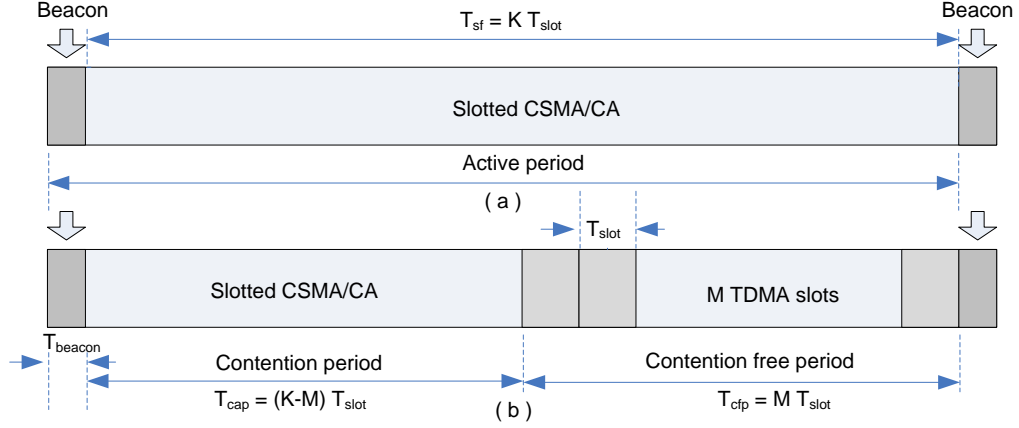 Beacon
Beacon
T_sf = K T_slot
Slotted CSMA/CA
Active period
( a )
T_slot
Slotted CSMA/CA
M TDMA slots
T_beacon
Contention period
Contention free period
T_cap = (K-M) T_slot
T_cfp = M T_slot
( b )